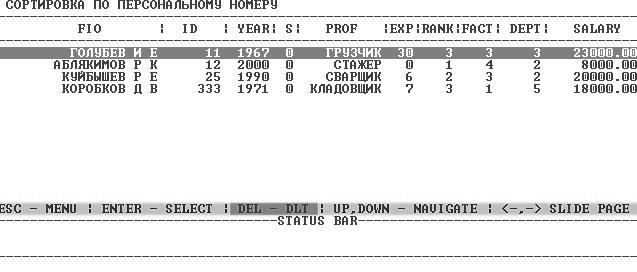 СОРТИРОВКА ПО ПЕРСОНАЛЬНОМУ НОМЕРУ
FIO ¦ ID ¦ YEAR¦ S¦ PROF ¦EXP¦RANK¦FACT¦ DEPT¦ SALARY
ГОЛУБЕВ И Е 11 1967 0 ГРУЗЧИК 30 3 3 3 23000.00
АБЛЯКИМОВ Р К 12 2000 0 СТАЖЕР 0 1 4 2 8000.00
КУЙБЫШЕВ Р Е 25 1990 0 СВАРЩИК 6 2 3 2 20000.00
КОРОБКОВ Д В 333 1971 0 КЛАДОВЩИК 7 3 1 5 18000.00
ESC - MENU ¦ ENTER - SELECT ¦ DEL - DLT ¦ UP,DOWN - NAVIGATE ¦ <-,-> SLIDE PAGE
STATUS BAR